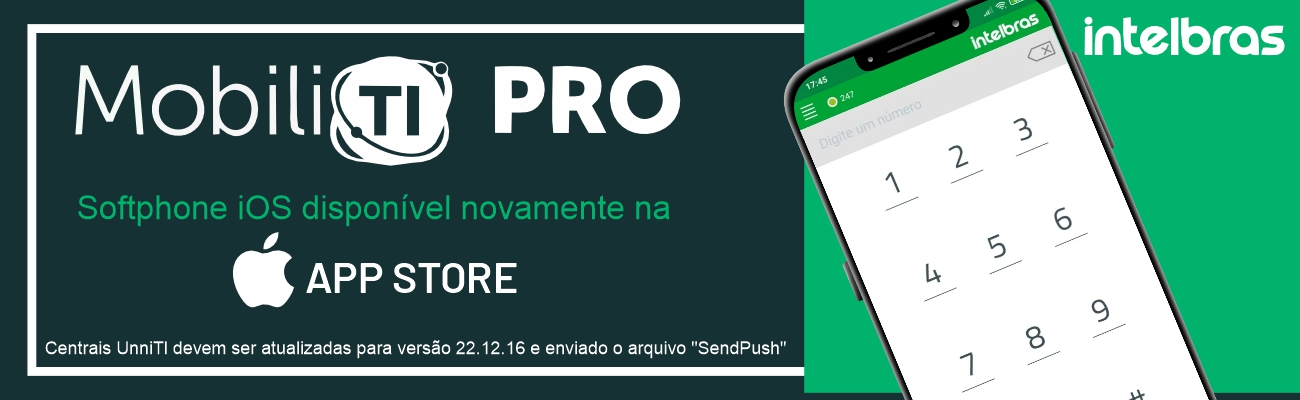 MobiliTI PRO
Softphone iOS disponível novamente na
APP STORE
Centrais UnniTI devem ser atualizadas para versão 22.12.16 e enviado o arquivo "SendPush"
intelbras
17:45
intelbras
247
Digite um número
1 2 3
4 5 6
7 8 9
#